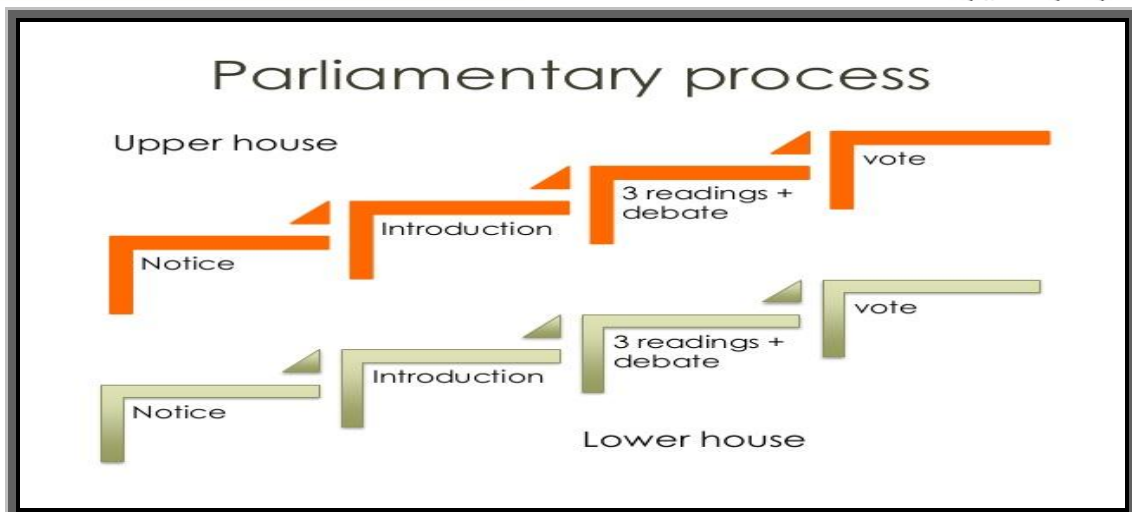 Parliamentary process
Upper house
Notice
Introduction
3 readings +
debate
vote
Notice
Introduction
3 readings +
debate
vote
Lower house